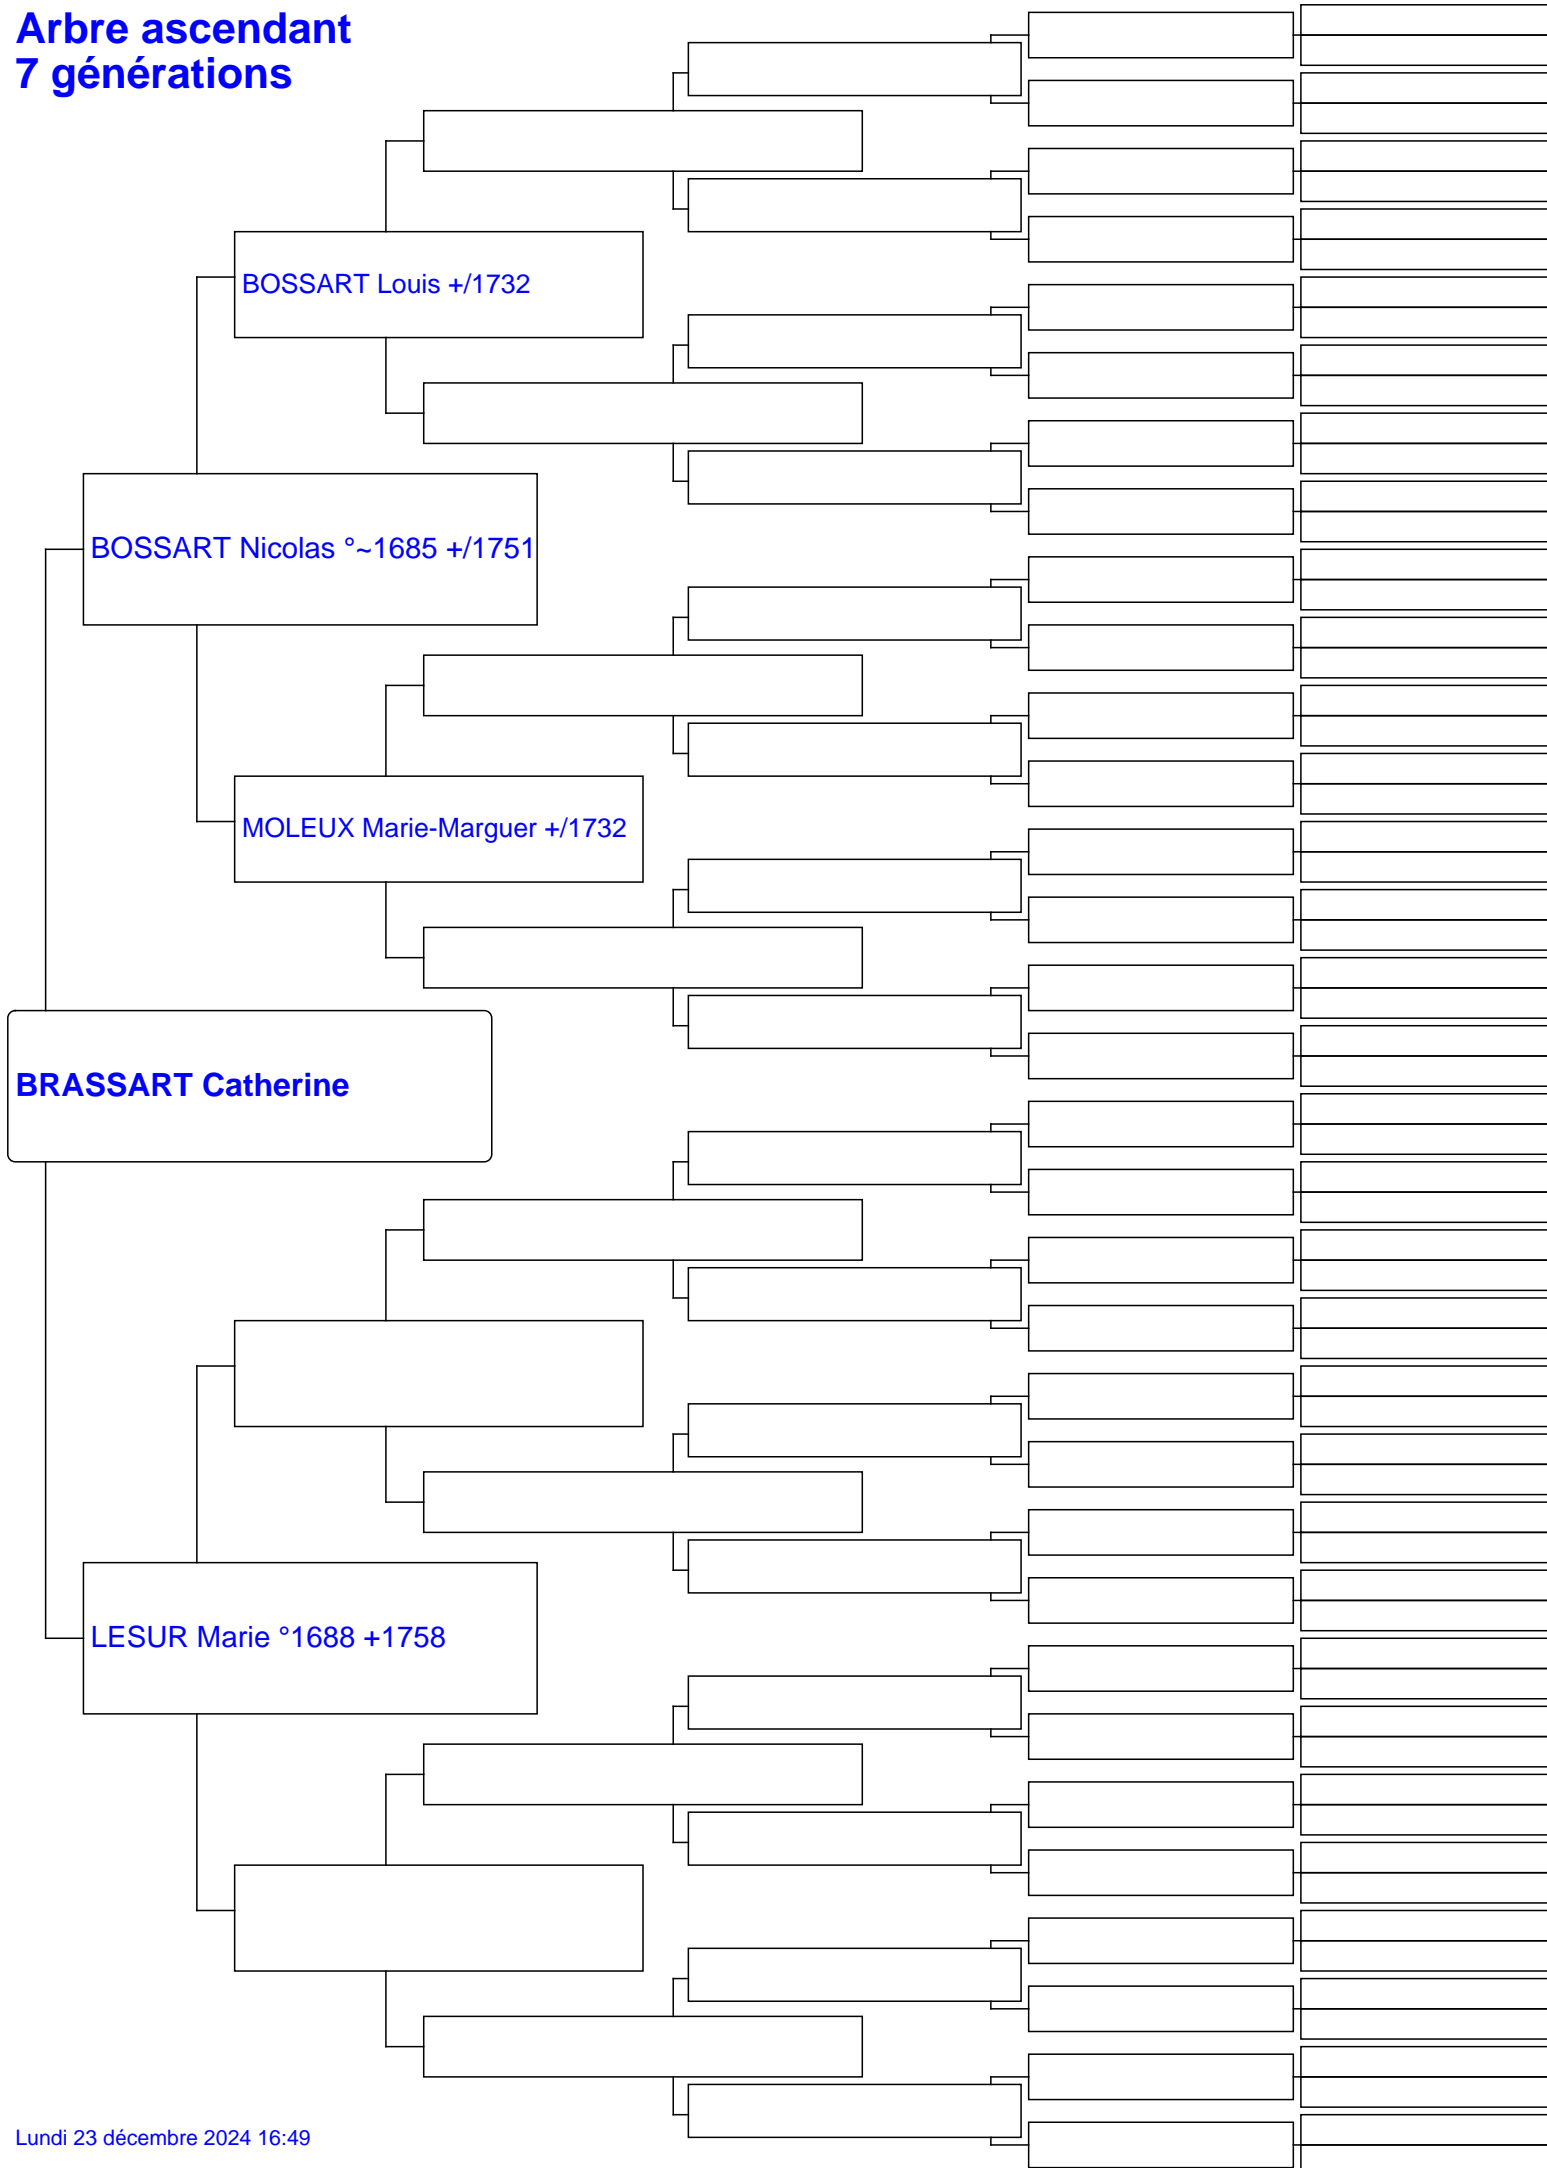 Arbre ascendant
7 générations
BOSSART Louis +/1732
BOSSART Nicolas °~1685 +/1751
MOLEUX Marie-Marguer +/1732
BRASSART Catherine
LESUR Marie °1688 +1758
Lundi 23 décembre 2024 16:49